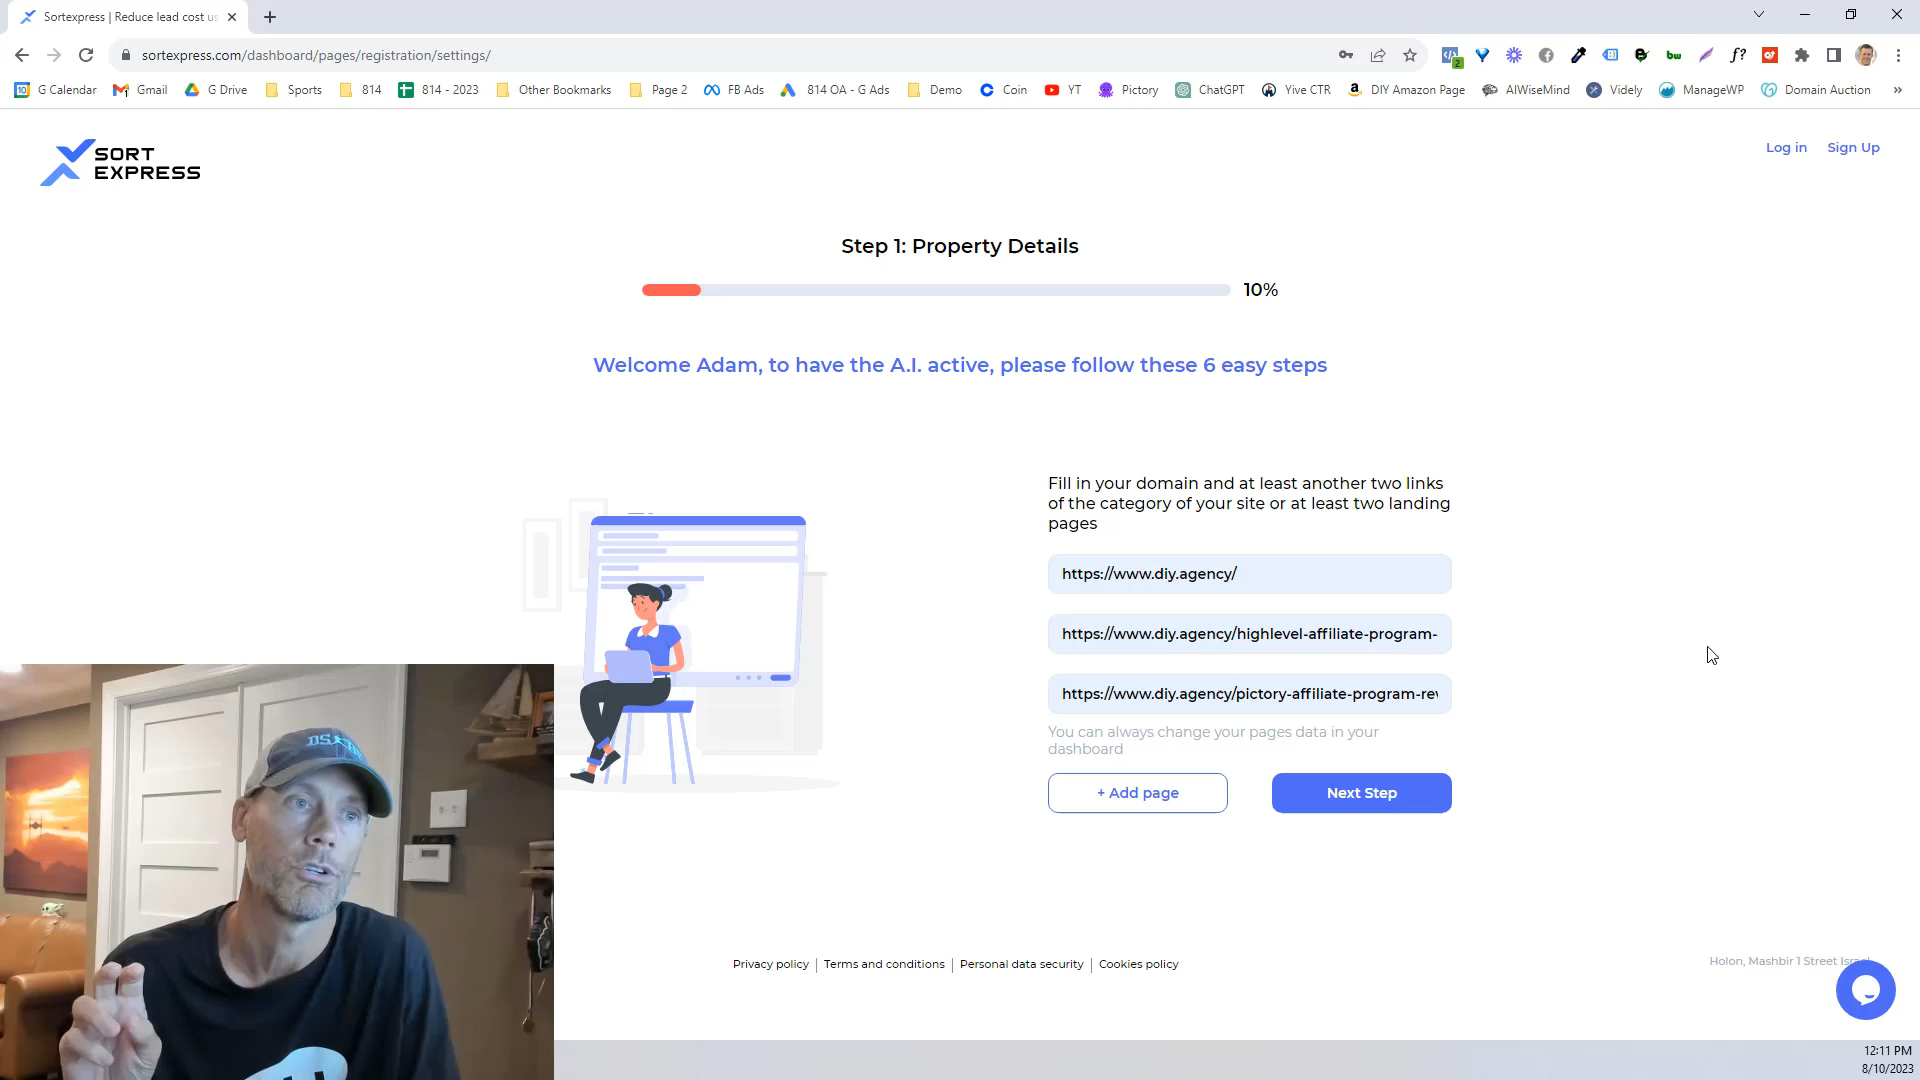 Sortexpress | Reduce lead cost us
sortexpress.com/dashboard/pages/registration/settings/
G Calendar
Gmail
G Drive
Sports
814
814 - 2023
Other Bookmarks
Page 2
FB Ads
814 OA - G Ads
Demo
Coin
YT
Pictory
ChatGPT
Yive CTR
DIY Amazon Page
AIWiseMind
Videly
ManageWP
Domain Auction
SORT
EXPRESS
Log in
Sign Up
Step 1: Property Details
10%
Welcome Adam, to have the A.I. active, please follow these 6 easy steps
Fill in your domain and at least another two links
of the category of your site or at least two landing
pages
https://www.diy.agency/
https://www.diy.agency/highlevel-affiliate-program-
https://www.diy.agency/pictory-affiliate-program-rev
You can always change your pages data in your
dashboard
+ Add page
Next Step
Privacy policy
Terms and conditions
Personal data security
Cookies policy
Holon, Mashbir 1 Street Israel
12:11 PM
8/10/2023